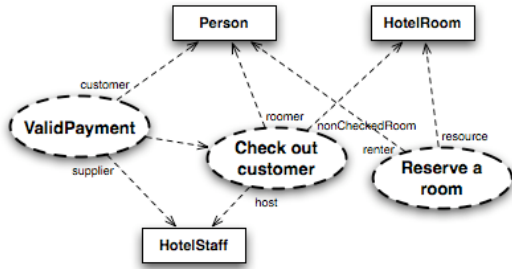 Person
HotelRoom
customer
ValidPayment
roomer
nonCheckedRoom
resource
Check out
customer
renter
Reserve a
room
supplier
host
HotelStaff